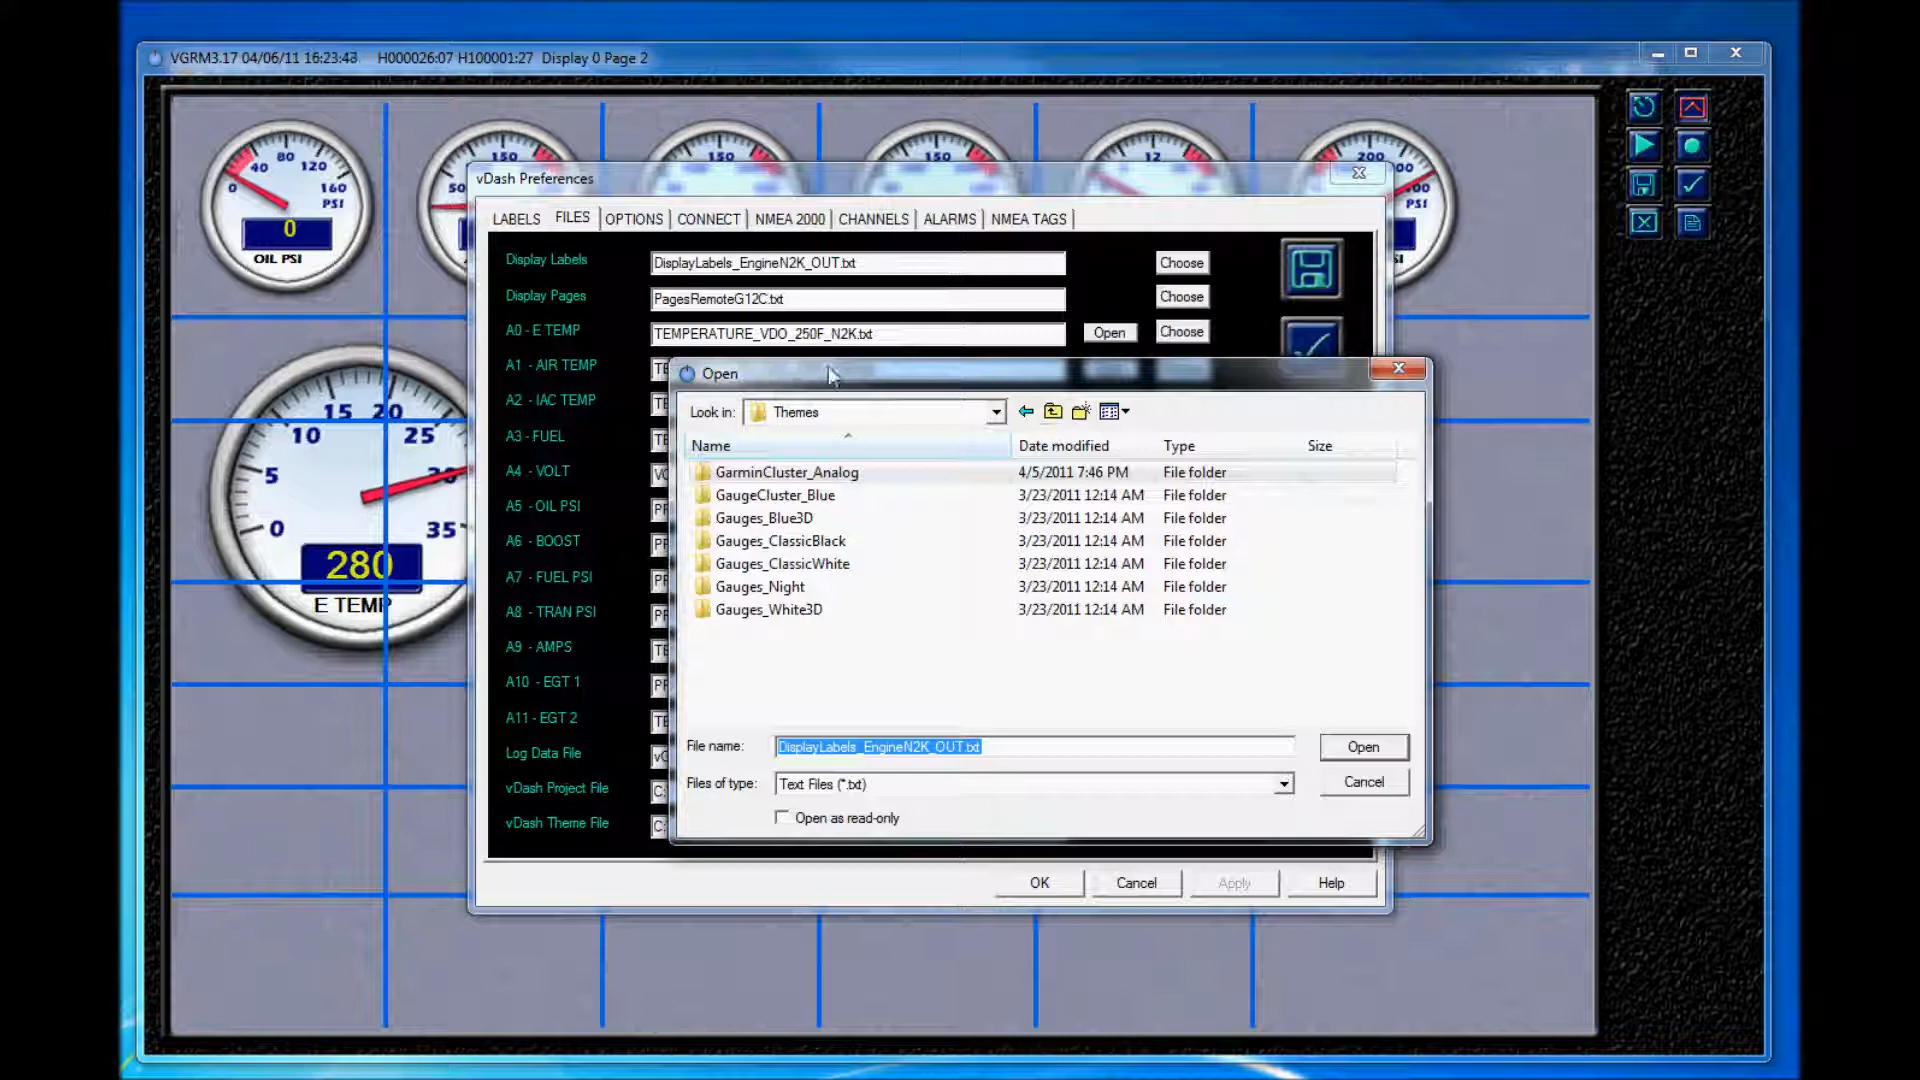 VGRM3.17 04/06/11 16:23:43 H000026:07 H100001:27 Display 0 Page 2
0 40 80 120 160 PSI
0
OIL PSI
50 150
150
150
12
200
PSI
vDash Preferences
LABELS FILES OPTIONS CONNECT NMEA 2000 CHANNELS ALARMS NMEA TAGS
Display Labels DisplayLabels_EngineN2K_OUT.txt Choose
Display Pages PagesRemoteG12C.txt Choose
A0 - E TEMP TEMPERATURE_VDO_250F_N2K.txt Open Choose
A1 - AIR TEMP
A2 - IAC TEMP
A3 - FUEL
A4 - VOLT
A5 - OIL PSI
A6 - BOOST
A7 - FUEL PSI
A8 - TRAN PSI
A9 - AMPS
A10 - EGT 1
A11 - EGT 2
Log Data File
vDash Project File C:
vDash Theme File C:
OK Cancel Apply Help
Open
Look in: Themes
Name Date modified Type Size
GarminCluster_Analog 4/5/2011 7:46 PM File folder
GaugeCluster_Blue 3/23/2011 12:14 AM File folder
Gauges_Blue3D 3/23/2011 12:14 AM File folder
Gauges_ClassicBlack 3/23/2011 12:14 AM File folder
Gauges_ClassicWhite 3/23/2011 12:14 AM File folder
Gauges_Night 3/23/2011 12:14 AM File folder
Gauges_White3D 3/23/2011 12:14 AM File folder
File name: DisplayLabels_EngineN2K_OUT.txt Open
Files of type: Text Files (*.txt) Cancel
Open as read-only
0 5 10 15 20 25 30 35
280
E TEMP